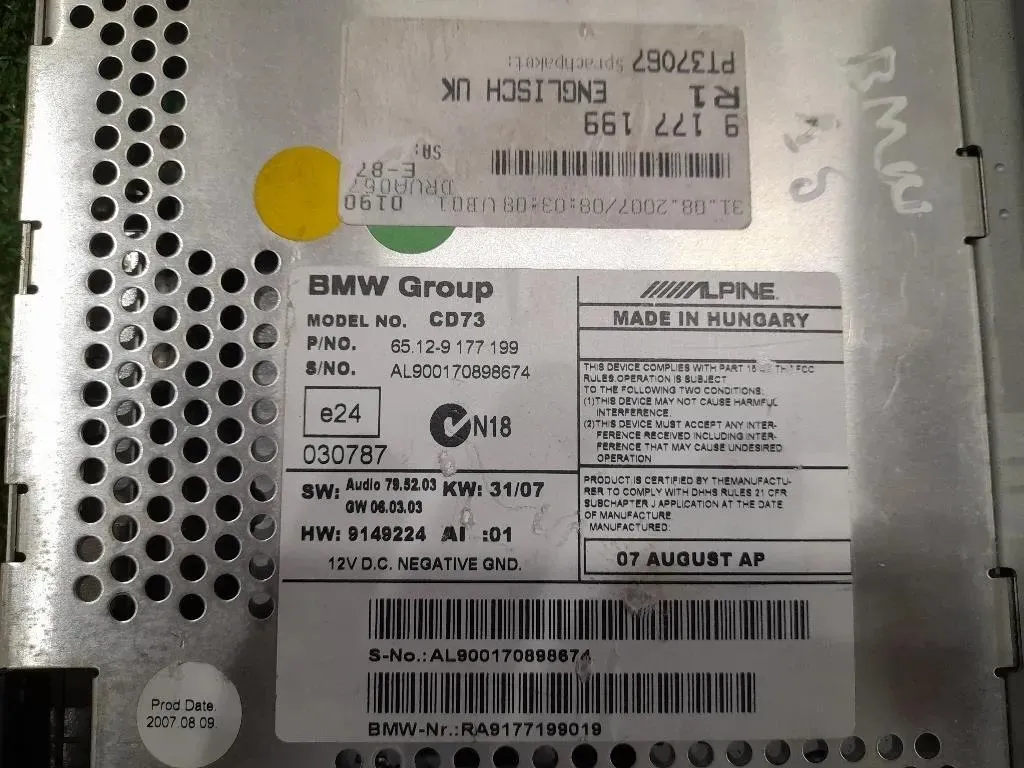 PT37067 Sprachpaket:
R1 ENGLISCH UK
9 177 199
SA:
E-87
DRUA067
31.08.2007/08:03:08 VB01 0190
BMW
BMW Group
MODEL NO. CD73
P/NO. 65.12-9 177 199
S/NO. AL900170898674
e24
N18
030787
SW: Audio 79.52.03 KW: 31/07
GW 06.03.03
HW: 9149224 AI :01
12V D.C. NEGATIVE GND.
ALPINE
MADE IN HUNGARY
THIS DEVICE COMPLIES WITH PART 15 FCC
RULES.OPERATION IS SUBJECT
TO THE FOLLOWING TWO CONDITIONS:
(1)THIS DEVICE MAY NOT CAUSE HARMFUL
INTERFERENCE.
(2)THIS DEVICE MUST ACCEPT ANY INTER-
FERENCE RECEIVED INCLUDING INTER-
FERENCE THAT MAY CAUSE UNDESIRED
OPERATION
PRODUCT.IS CERTIFIED BY THEMANUFACTU-
RER TO COMPLY WITH DHHS RULES 21 CFR
SUBSCHAPTER J APPLICATION AT THE DATE
OF MANUFACTURE
MANUFACTURED:
07 AUGUST AP
S-No.:AL900170898674
BMW-Nr.:RA9177199019
Prod Date.
2007.08 09.